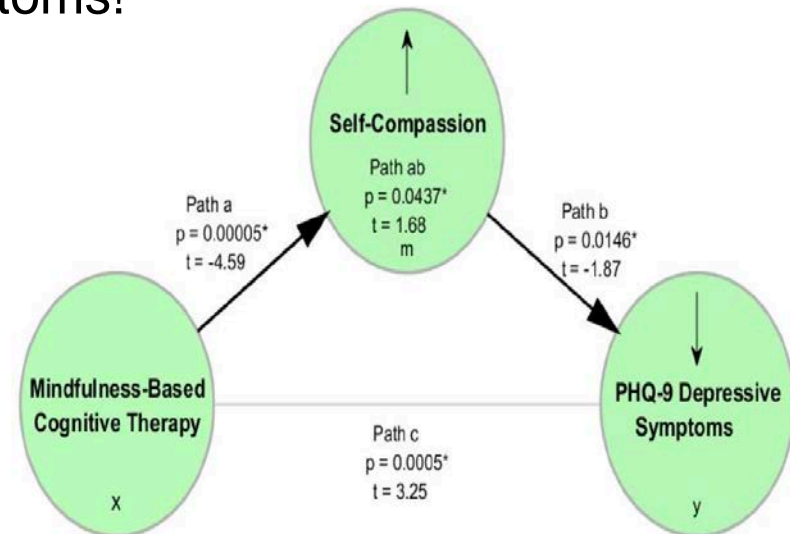 toms!
Self-Compassion
Path ab
p = 0.0437*
t = 1.68
m
Path a
p = 0.00005*
t = -4.59
Path b
p = 0.0146*
t = -1.87
Mindfulness-Based
Cognitive Therapy
x
PHQ-9 Depressive
Symptoms
y
Path c
p = 0.0005*
t = 3.25